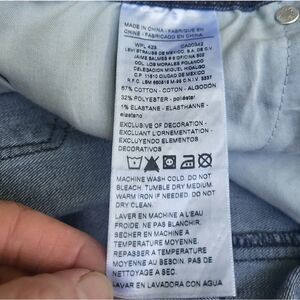 MADE IN CHINA - FABRIQUE EN
CHINE - FABRICADO EN CHINA
WPL 423 CA00342
LEVI STRAUSS DE MEXICO, S.A. DE C.V.
JAIME BALMES # 8 OFICINA 502
COL. LOS MORALES POLANCO
DELEGACION MIGUEL HIDALGO
C.P. 11510 CIUDAD DE MEXICO
R.F.C.
67% COTTON - COTON - ALGODÓN
32% POLYESTER - poliéster
1% ELASTANE - ELASTHANNE -
elastano
EXCLUSIVE OF DECORATION -
EXCLUANT L'ORNEMENTATION -
EXCLUYENDO ELEMENTOS
DECORATIVOS
MACHINE WASH COLD. DO NOT
BLEACH. TUMBLE DRY MEDIUM.
WARM IRON IF NEEDED. DO NOT
DRY CLEAN.
LAVER EN MACHINE A L'EAU
FROIDE. NE PAS BLANCHIR.
SECHER EN MACHINE A
TEMPERATURE MOYENNE
REPASSER A TEMPERATURE
MOYENNE AU BESOIN. PAS DE
NETTOYAGE A SEC.
LAVAR EN LAVADORA CON AGUA